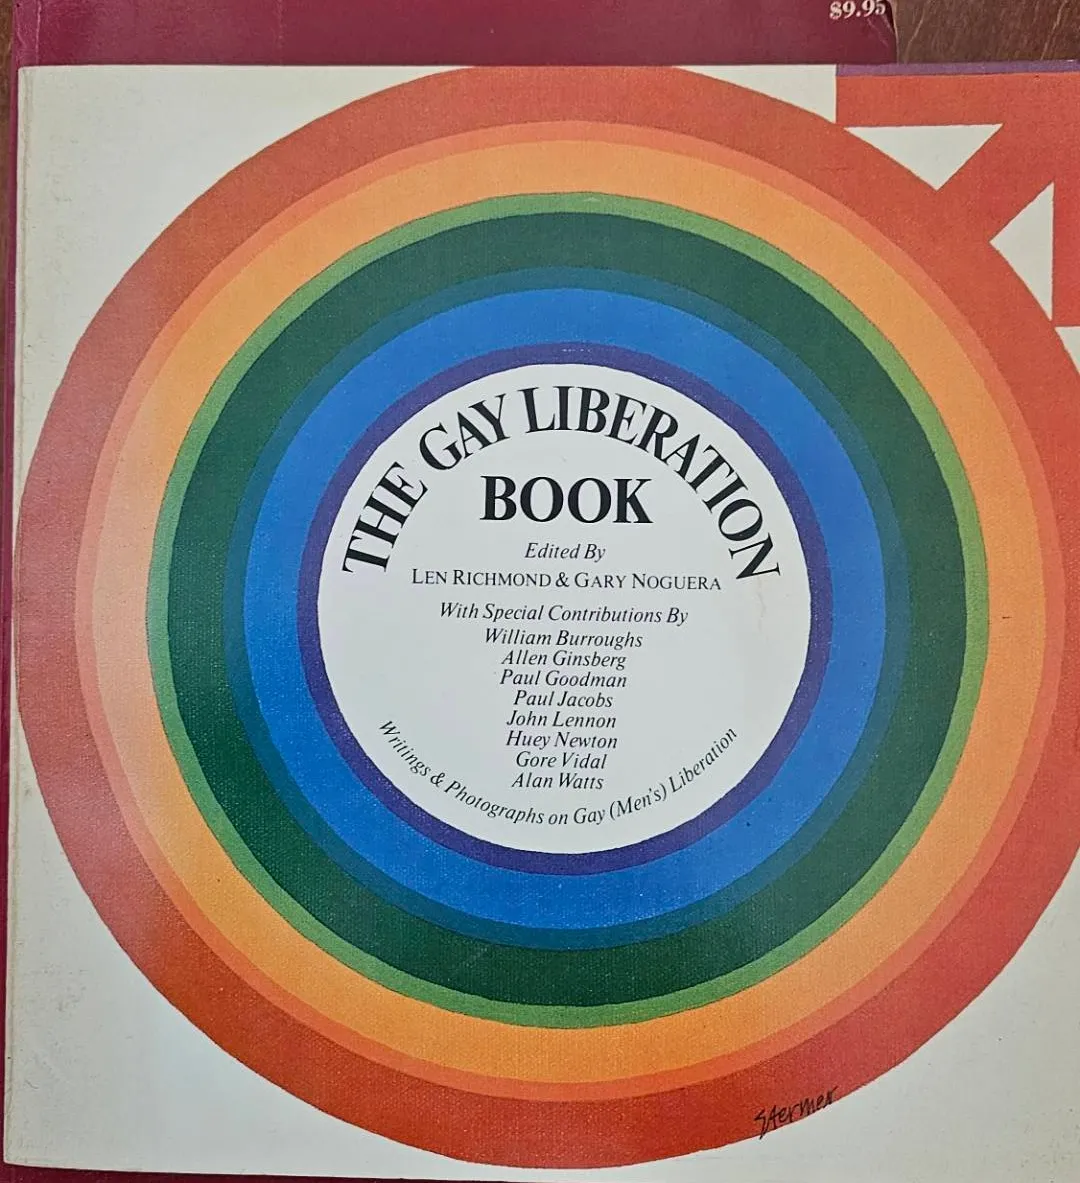 $9.95
THE GAY LIBERATION
BOOK
Edited By
LEN RICHMOND & GARY NOGUERA
With Special Contributions By
William Burroughs
Allen Ginsberg
Paul Goodman
Paul Jacobs
John Lennon
Huey Newton
Gore Vidal
Alan Watts
Writings & Photographs on Gay (Men's) Liberation
Stermer